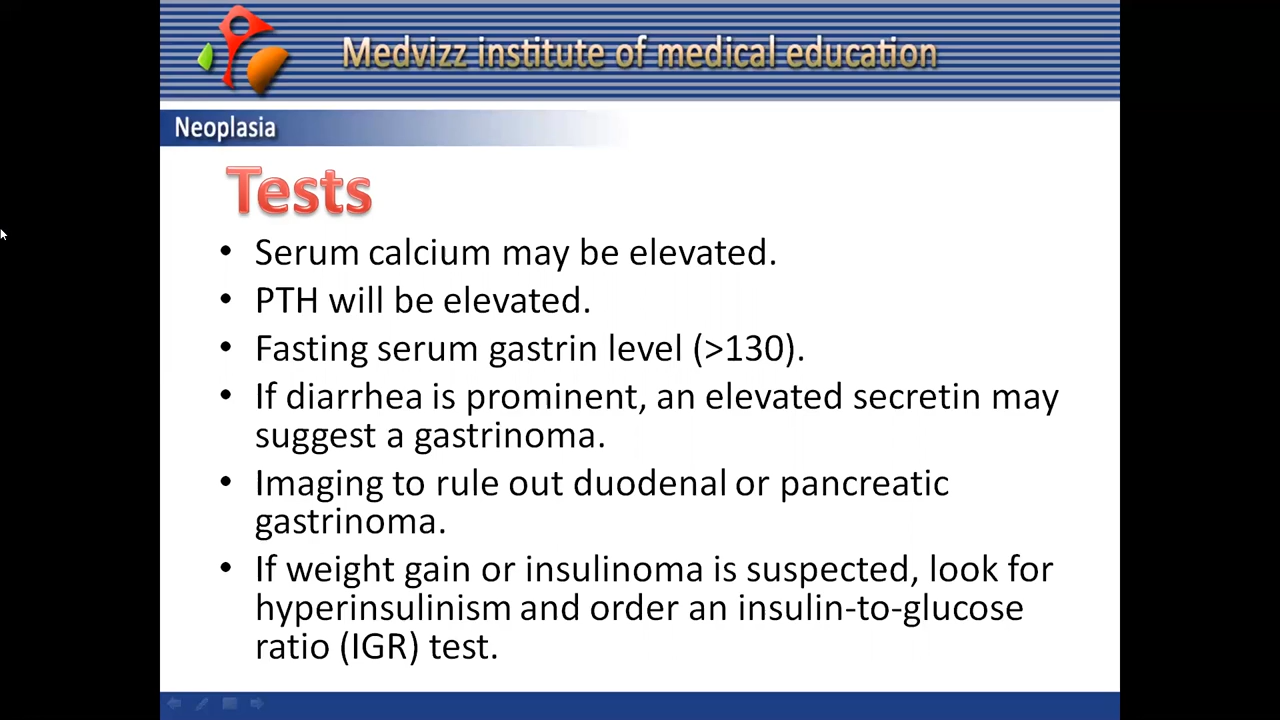 Medvizz institute of medical education
Neoplasia
Tests
• Serum calcium may be elevated.
• PTH will be elevated.
• Fasting serum gastrin level (>130).
• If diarrhea is prominent, an elevated secretin may
suggest a gastrinoma.
• Imaging to rule out duodenal or pancreatic
gastrinoma.
• If weight gain or insulinoma is suspected, look for
hyperinsulinism and order an insulin-to-glucose
ratio (IGR) test.